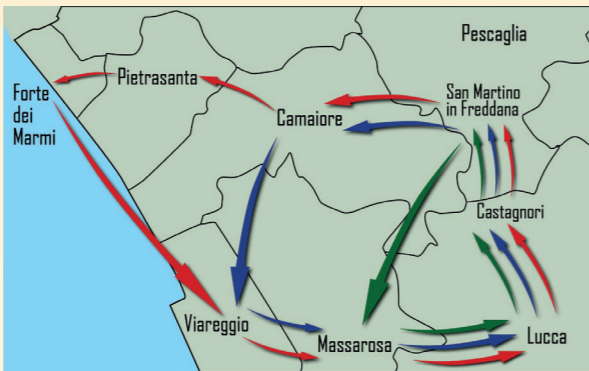 Pescaglia
Pietrasanta
San Martino
in Freddana
Forte
dei
Marmi
Camaiore
Castagnori
Viareggio
Massarosa
Lucca